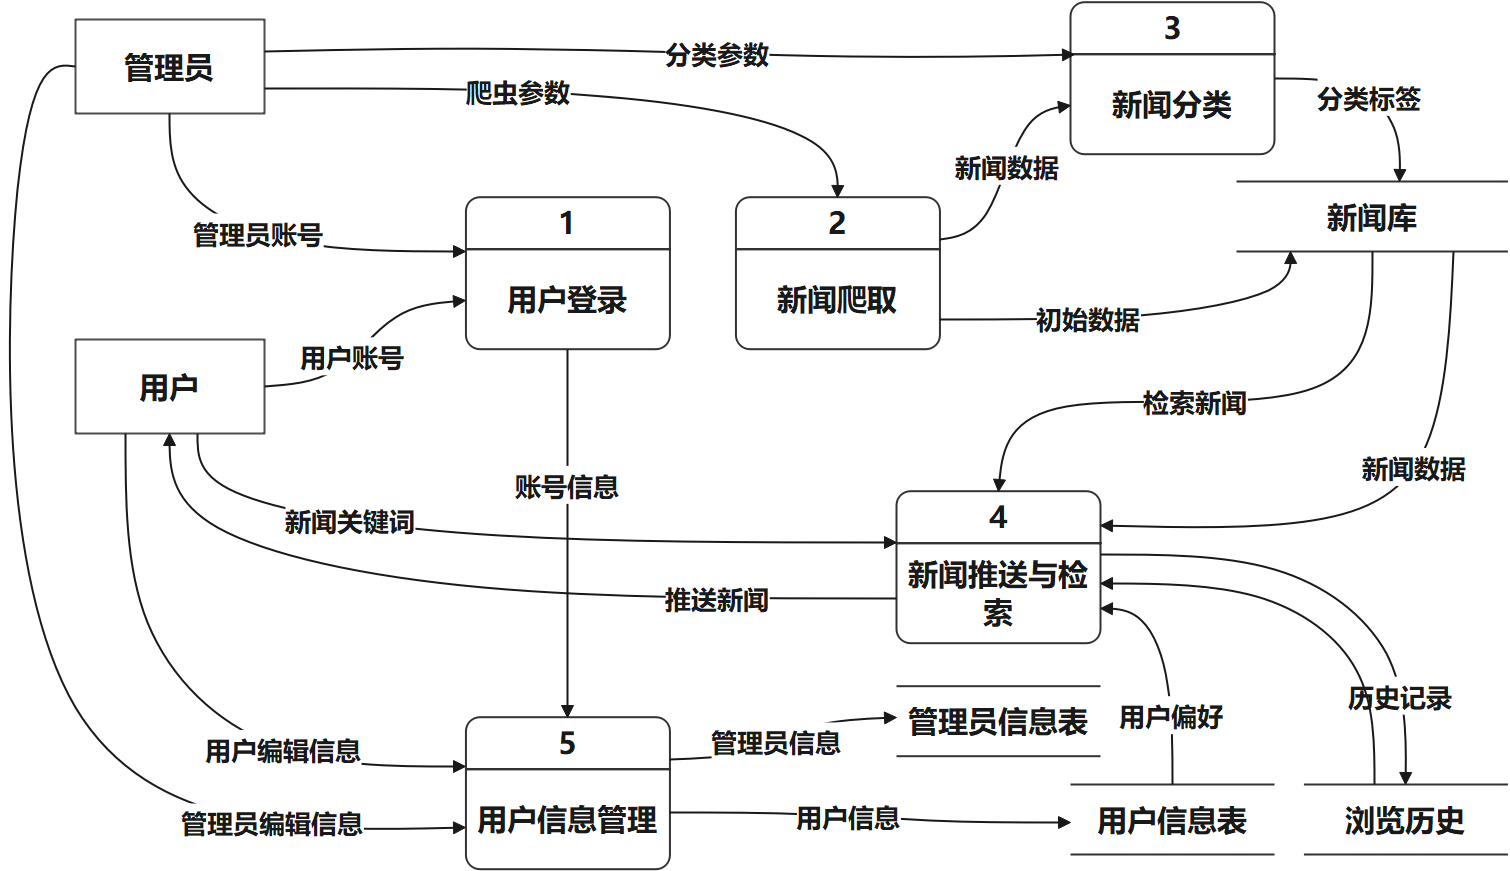 3
管理员
分类参数
爬虫参数
新闻分类
分类标签
新闻数据
管理员账号
1
2
新闻库
用户登录
新闻爬取
初始数据
用户账号
用户
检索新闻
新闻数据
账号信息
新闻关键词
4
新闻推送与检
索
推送新闻
历史记录
用户偏好
管理员信息表
管理员信息
5
用户编辑信息
用户信息管理
用户信息
用户信息表
浏览历史
管理员编辑信息